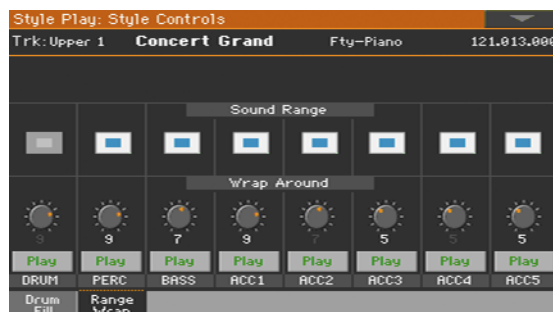 Style Play: Style Controls
Trk: Upper 1 Concert Grand Fty-Piano 121.013.000
Sound Range
Wrap Around
9 9 7 9 7 5 5 5
Play Play Play Play Play Play Play Play
DRUM PERC BASS ACC1 ACC2 ACC3 ACC4 ACC5
Drum Range
Fill Wrap